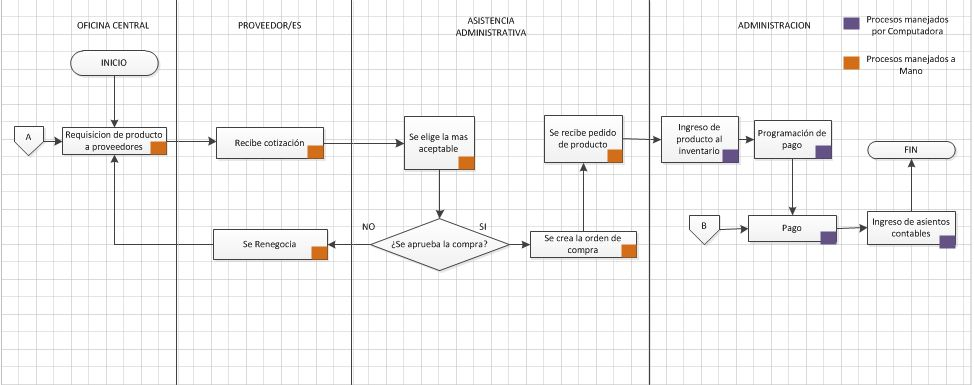 OFICINA CENTRAL
PROVEEDOR/ES
ASISTENCIA
ADMINISTRATIVA
ADMINISTRACION
Procesos manejados
por Computadora
Procesos manejados a
Mano
INICIO
A
Requisicion de producto
a proveedores
Recibe cotización
Se elige la mas
aceptable
Se recibe pedido
de producto
Ingreso de
producto al
inventario
Programación de
pago
FIN
NO
SI
Se Renegocia
¿Se aprueba la compra?
Se crea la orden de
compra
B
Pago
Ingreso de asientos
contables